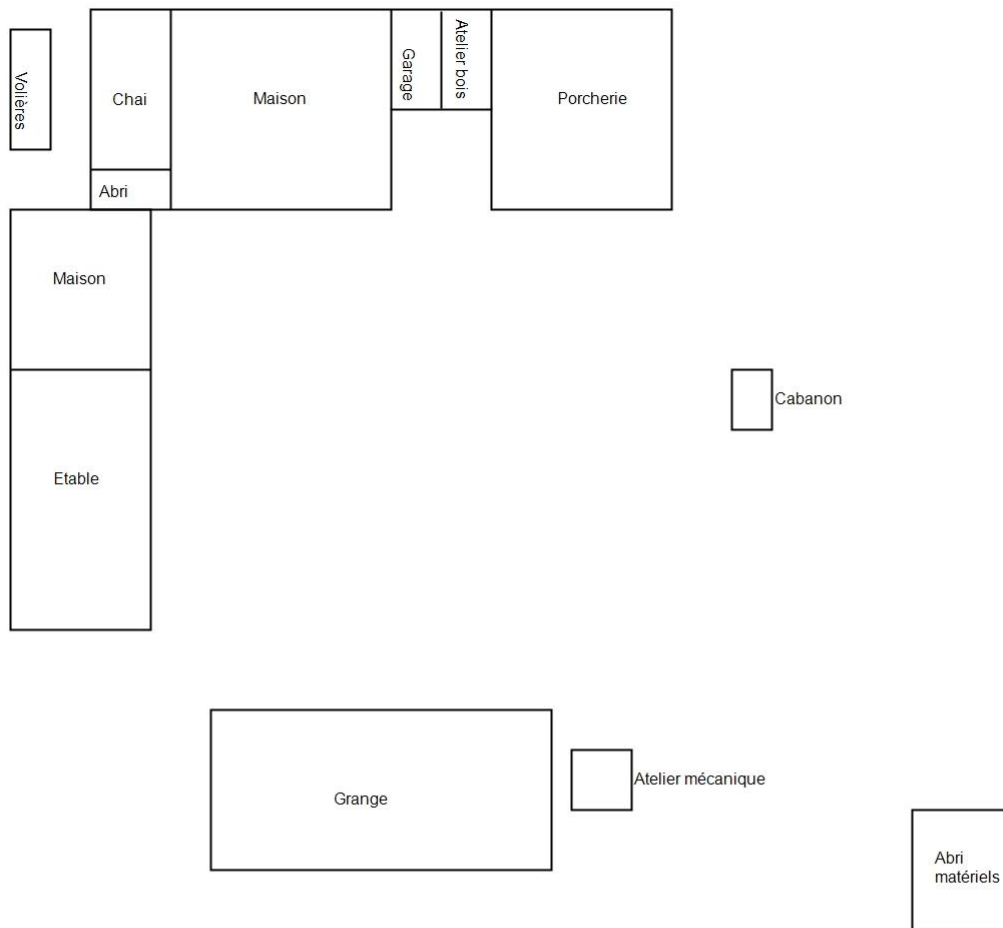 Volières
Chai
Maison
Garage
Atelier bois
Porcherie
Abri
Maison
Cabanon
Etable
Atelier mécanique
Grange
Abri
matériels